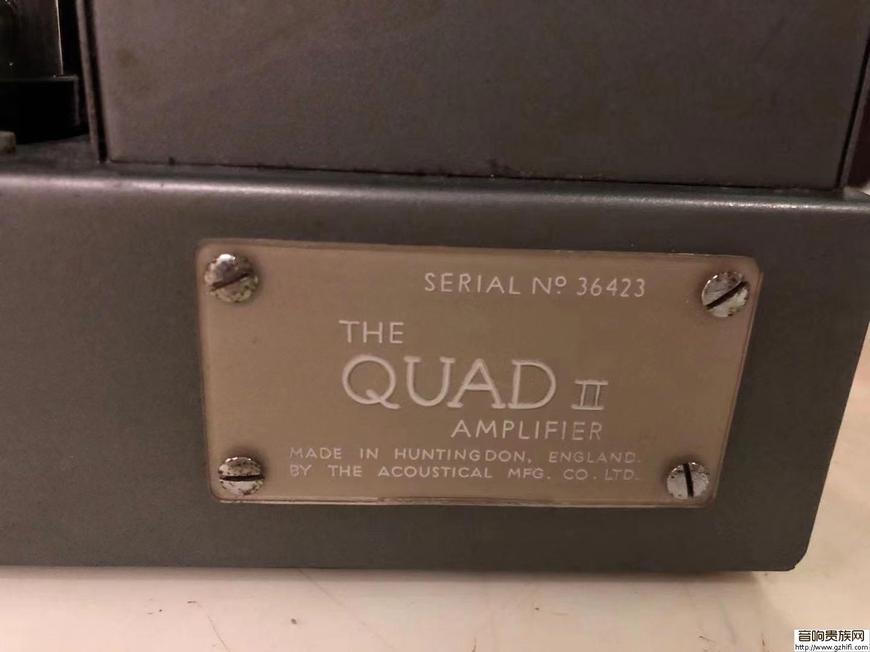 SERIAL Nº 36423
THE
QUAD II
AMPLIFIER
MADE IN HUNTINGDON, ENGLAND.
BY THE ACOUSTICAL MFG. CO. LTD.
音响贵族网
http://www.gzhifi.com